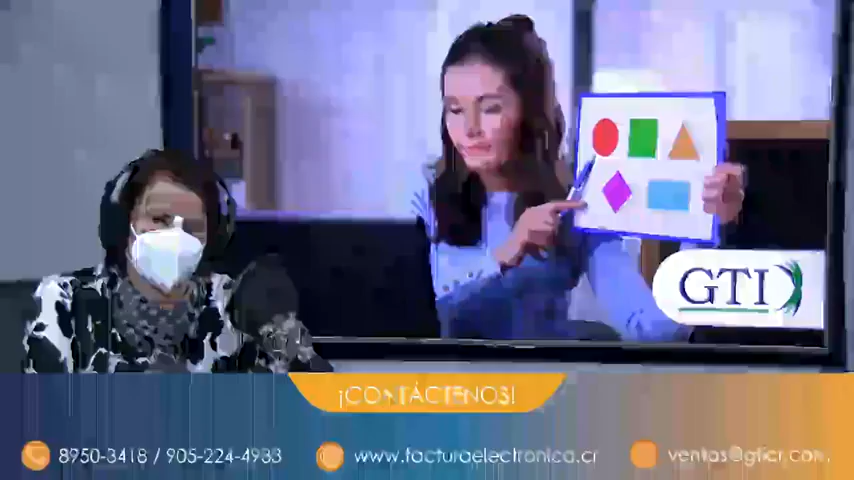 GTI
¡CONTÁCTENOS!
8950-3418 / 905-224-4983
www.facturaelectronica.cr
ventas@gticr.com